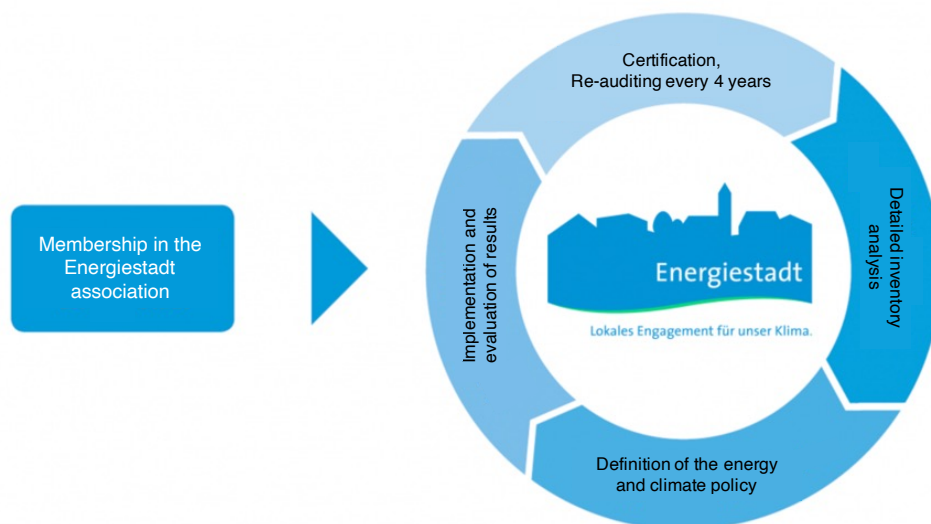 Membership in the
Energiestadt
association
Certification,
Re-auditing every 4 years
Detailed inventory
analysis
Definition of the energy
and climate policy
Implementation and
evaluation of results
Energiestadt
Lokales Engagement für unser Klima.